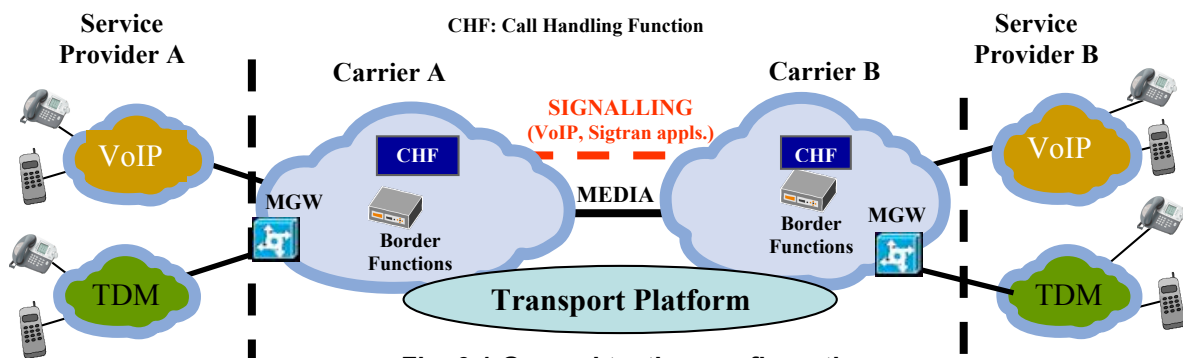 Service
Provider A
CHF: Call Handling Function
Service
Provider B
Carrier A
Carrier B
SIGNALLING
(VoIP, Sigtran appls.)
VoIP
CHF
CHF
VoIP
MGW
MEDIA
MGW
Border
Functions
Border
Functions
TDM
Transport Platform
TDM